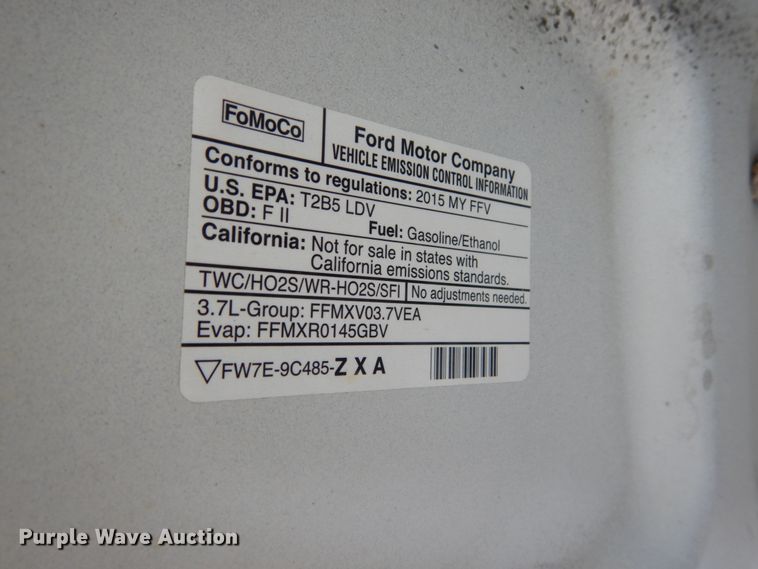 FoMoCo
Ford Motor Company
VEHICLE EMISSION CONTROL INFORMATION
Conforms to regulations: 2015 MY FFV
U.S. EPA: T2B5 LDV
OBD: F II
Fuel: Gasoline/Ethanol
California: Not for sale in states with
California emissions standards.
TWC/HO2S/WR-HO2S/SFI No adjustments needed.
3.7L-Group: FFMXV03.7VEA
Evap: FFMXR0145GBV
FW7E-9C485-Z X A
Purple Wave Auction